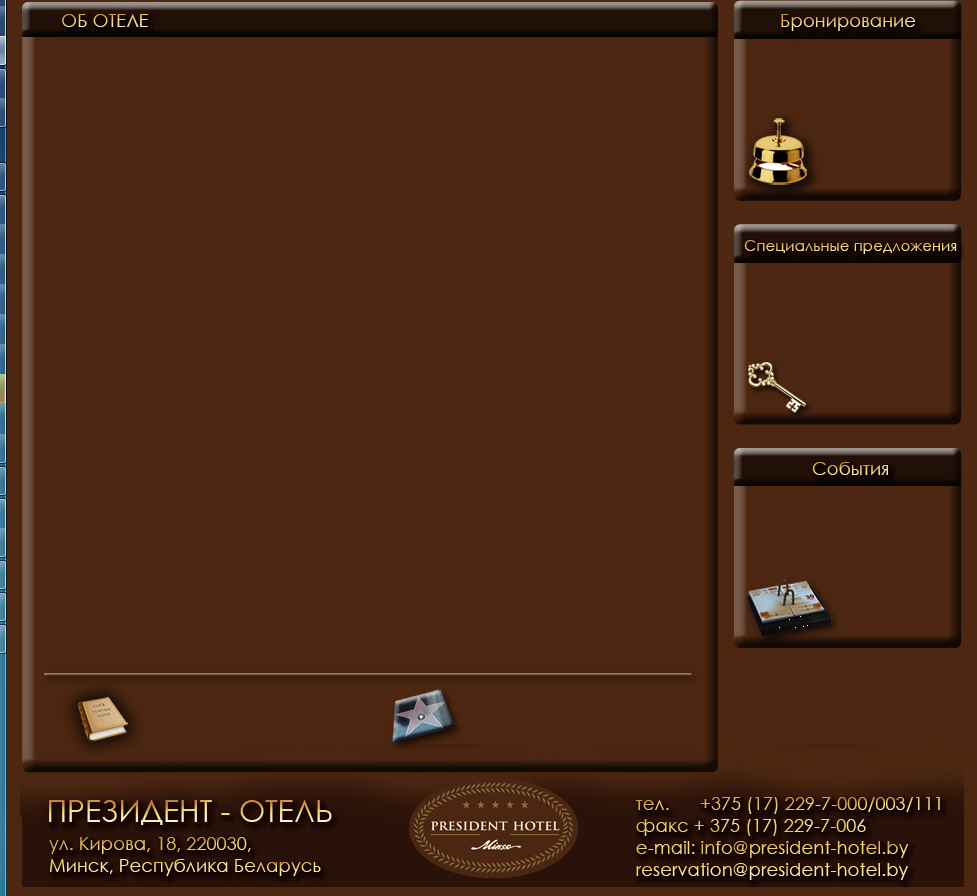 ОБ ОТЕЛЕ
Бронирование
Специальные предложения
События
ПРЕЗИДЕНТ - ОТЕЛЬ
ул. Кирова, 18, 220030,
Минск, Республика Беларусь
PRESIDENT HOTEL
Минск
тел. +375 (17) 229-7-000/003/111
факс + 375 (17) 229-7-006
e-mail: info@president-hotel.by
reservation@president-hotel.by